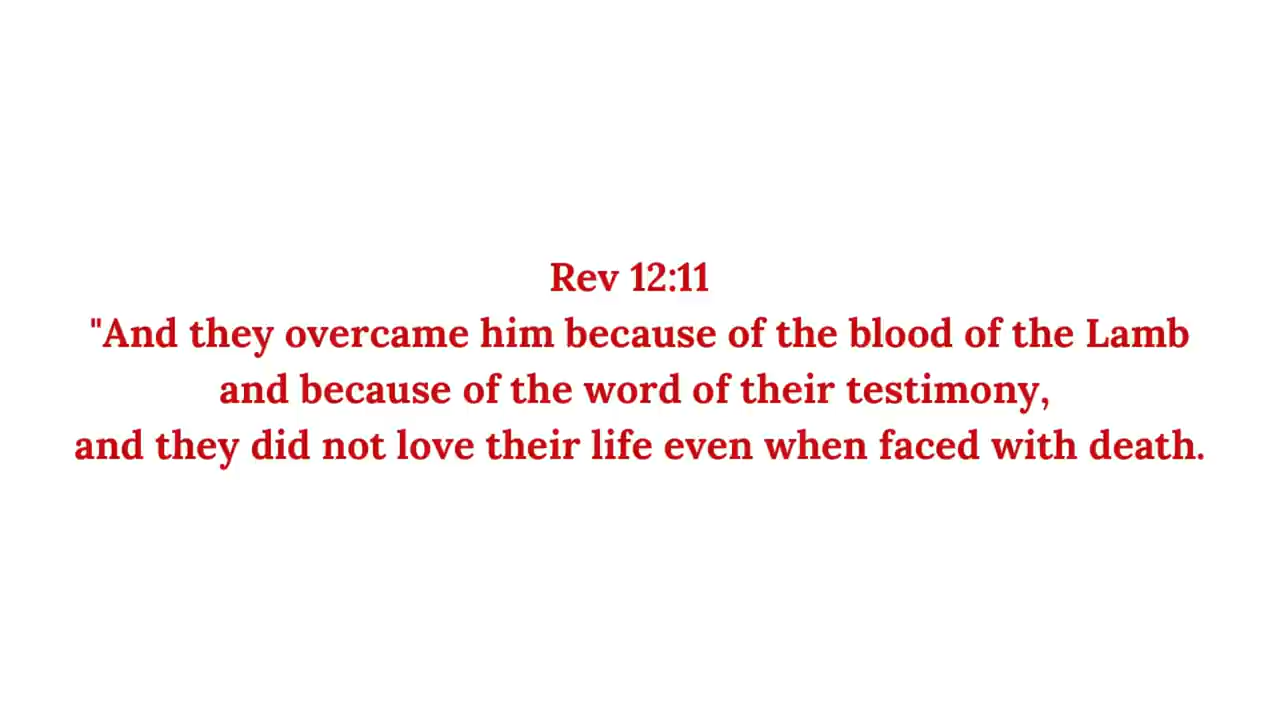 Rev 12:11
"And they overcame him because of the blood of the Lamb
and because of the word of their testimony,
and they did not love their life even when faced with death.